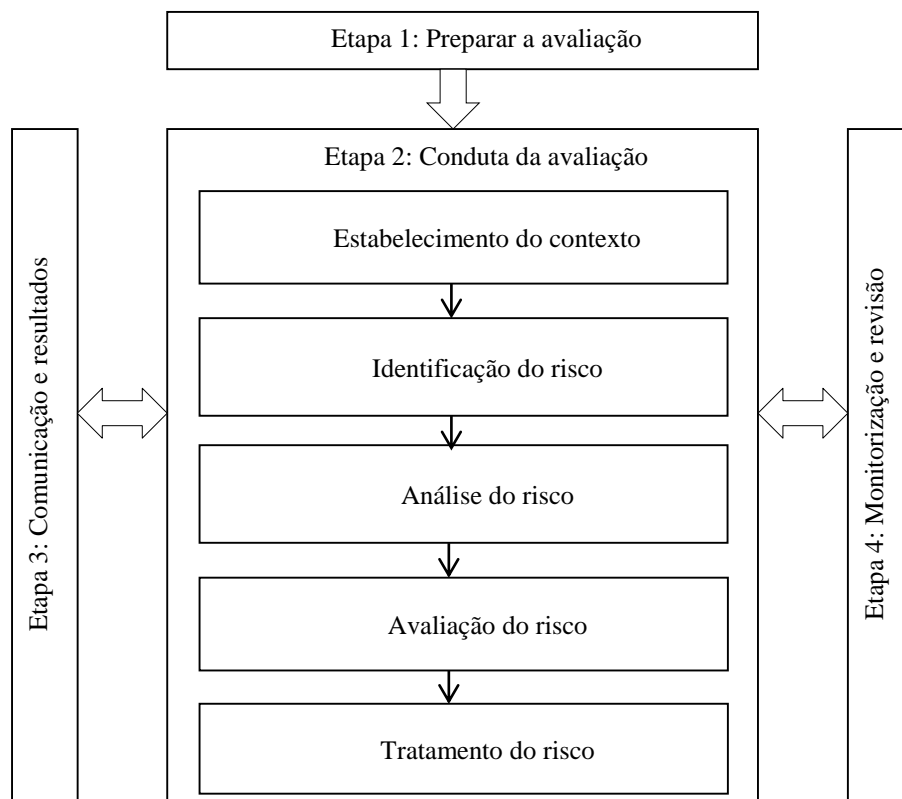 Etapa 1: Preparar a avaliação
Etapa 2: Conduta da avaliação
Estabelecimento do contexto
Identificação do risco
Análise do risco
Avaliação do risco
Tratamento do risco
Etapa 3: Comunicação e resultados
Etapa 4: Monitorização e revisão